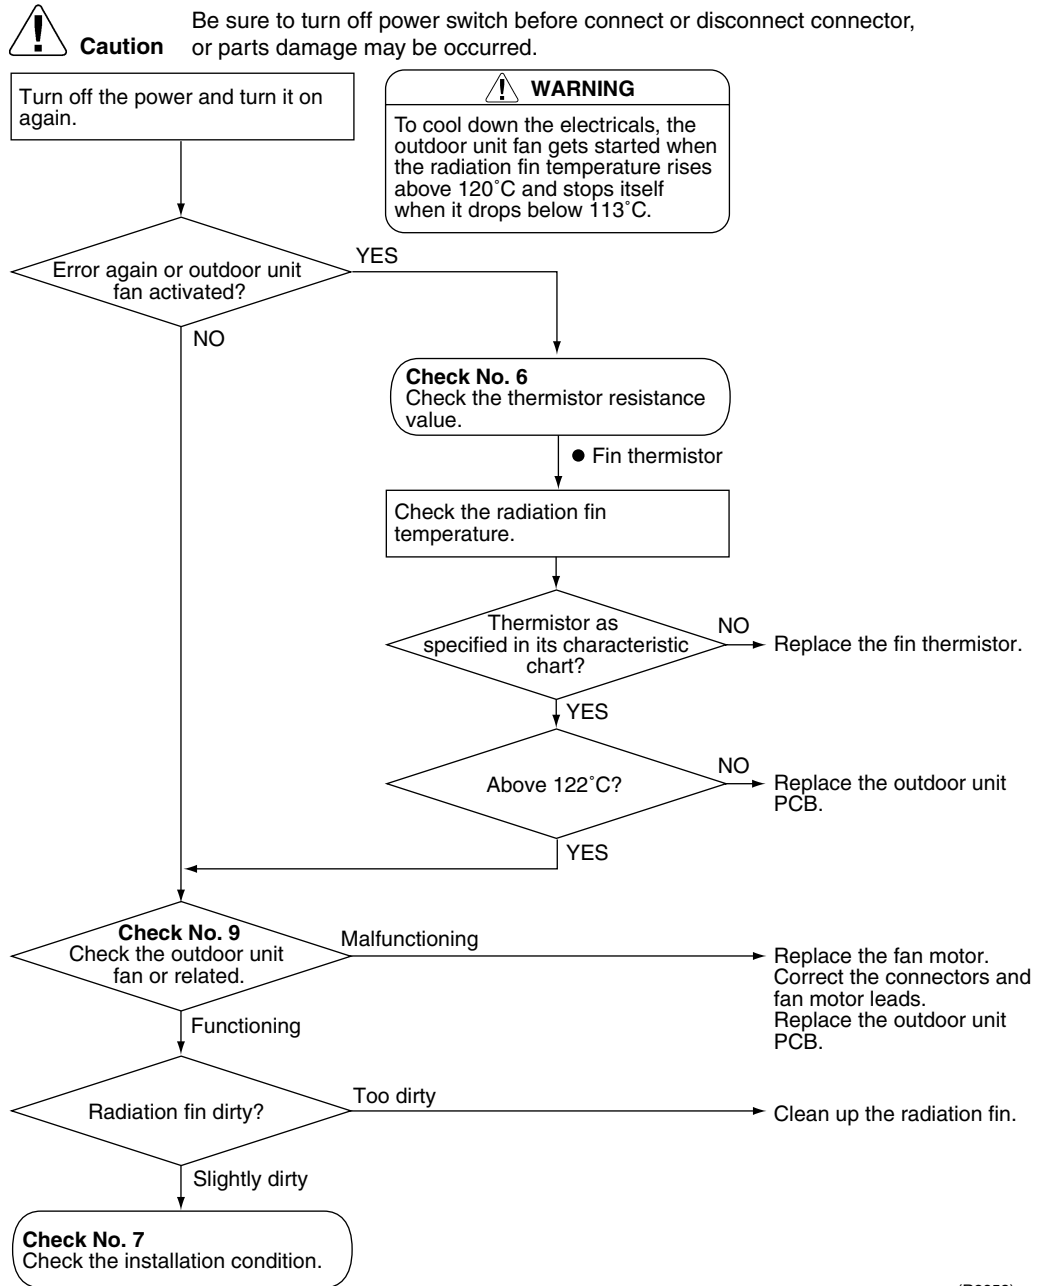 Be sure to turn off power switch before connect or disconnect connector,
Caution or parts damage may be occurred.
Turn off the power and turn it on
again.
WARNING
To cool down the electricals, the
outdoor unit fan gets started when
the radiation fin temperature rises
above 120˚C and stops itself
when it drops below 113˚C.
Error again or outdoor unit
fan activated?
YES
NO
Check No. 6
Check the thermistor resistance
value.
● Fin thermistor
Check the radiation fin
temperature.
Thermistor as
specified in its characteristic
chart?
NO
Replace the fin thermistor.
YES
Above 122˚C?
NO
Replace the outdoor unit
PCB.
YES
Check No. 9
Check the outdoor unit
fan or related.
Malfunctioning
Replace the fan motor.
Correct the connectors and
fan motor leads.
Replace the outdoor unit
PCB.
Functioning
Radiation fin dirty?
Too dirty
Clean up the radiation fin.
Slightly dirty
Check No. 7
Check the installation condition.